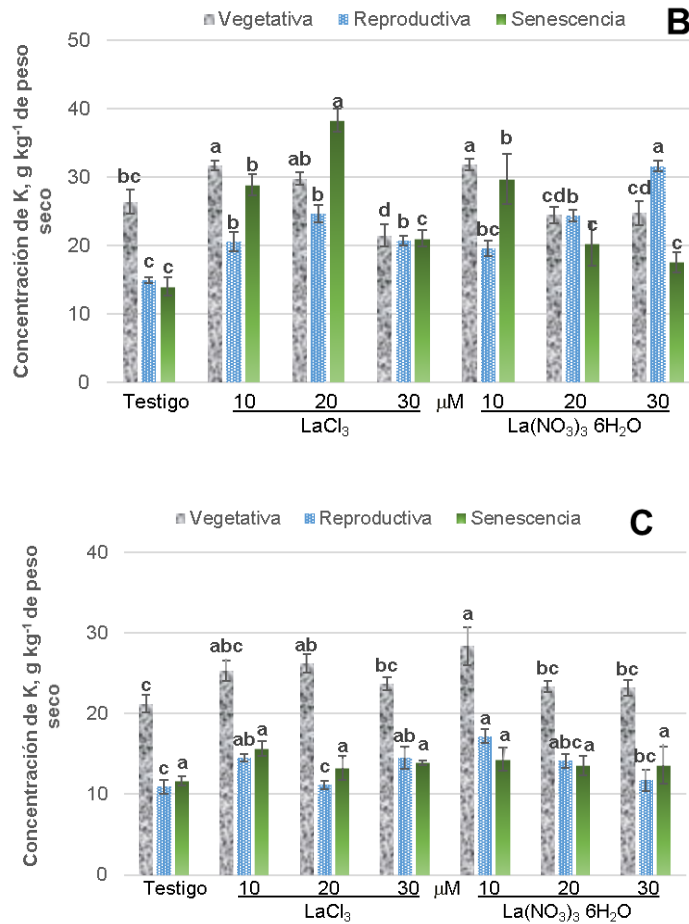 Vegetativa Reproductiva Senescencia B
Concentración de K, g kg⁻¹ de peso
seco
50
40
30
20
10
0
bc c c
a b b
ab b a
d b c
a bc b
cd b c
cd a c
Testigo 10 20 30 µM 10 20 30
LaCl₃ La(NO₃)₃ 6H₂O
Vegetativa Reproductiva Senescencia C
Concentración de K, g kg⁻¹ de peso
seco
40
30
20
10
0
c c a
abc ab a
ab c a
bc ab a
a a a
bc abc a
bc bc a
Testigo 10 20 30 µM 10 20 30
LaCl₃ La(NO₃)₃ 6H₂O